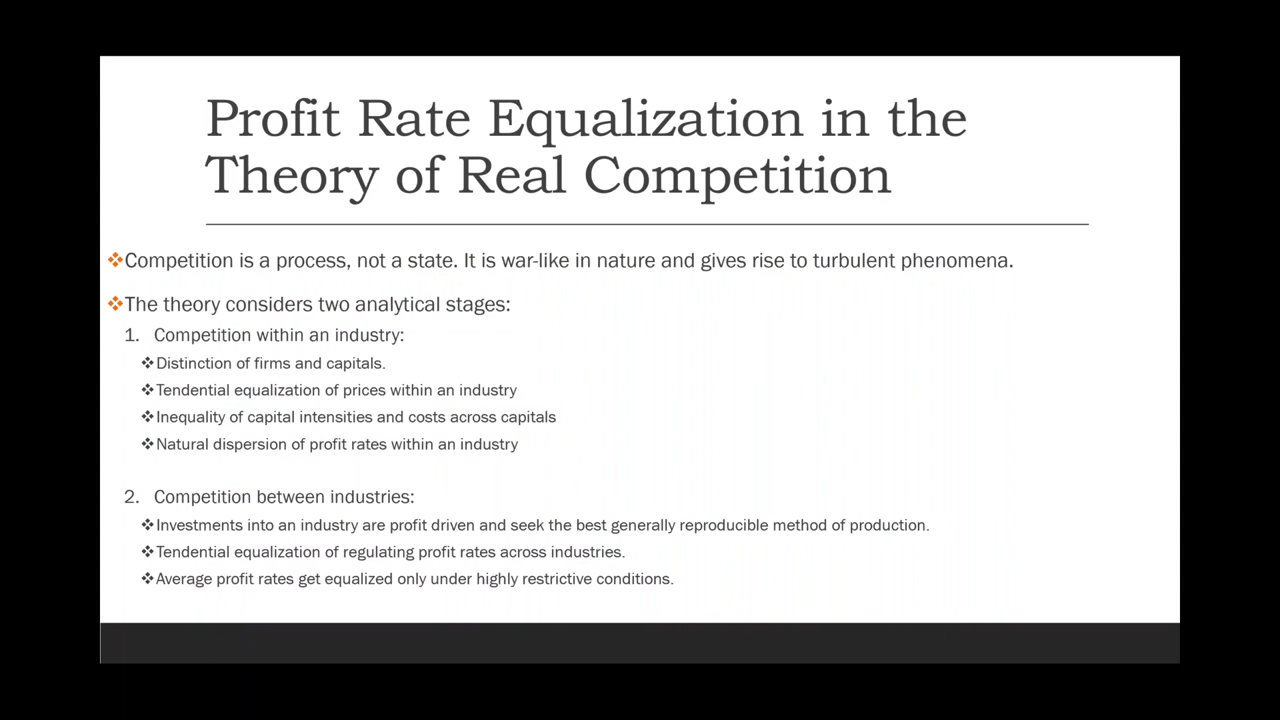 Profit Rate Equalization in the
Theory of Real Competition
❖Competition is a process, not a state. It is war-like in nature and gives rise to turbulent phenomena.
❖The theory considers two analytical stages:
1. Competition within an industry:
❖Distinction of firms and capitals.
❖Tendential equalization of prices within an industry
❖Inequality of capital intensities and costs across capitals
❖Natural dispersion of profit rates within an industry
2. Competition between industries:
❖Investments into an industry are profit driven and seek the best generally reproducible method of production.
❖Tendential equalization of regulating profit rates across industries.
❖Average profit rates get equalized only under highly restrictive conditions.